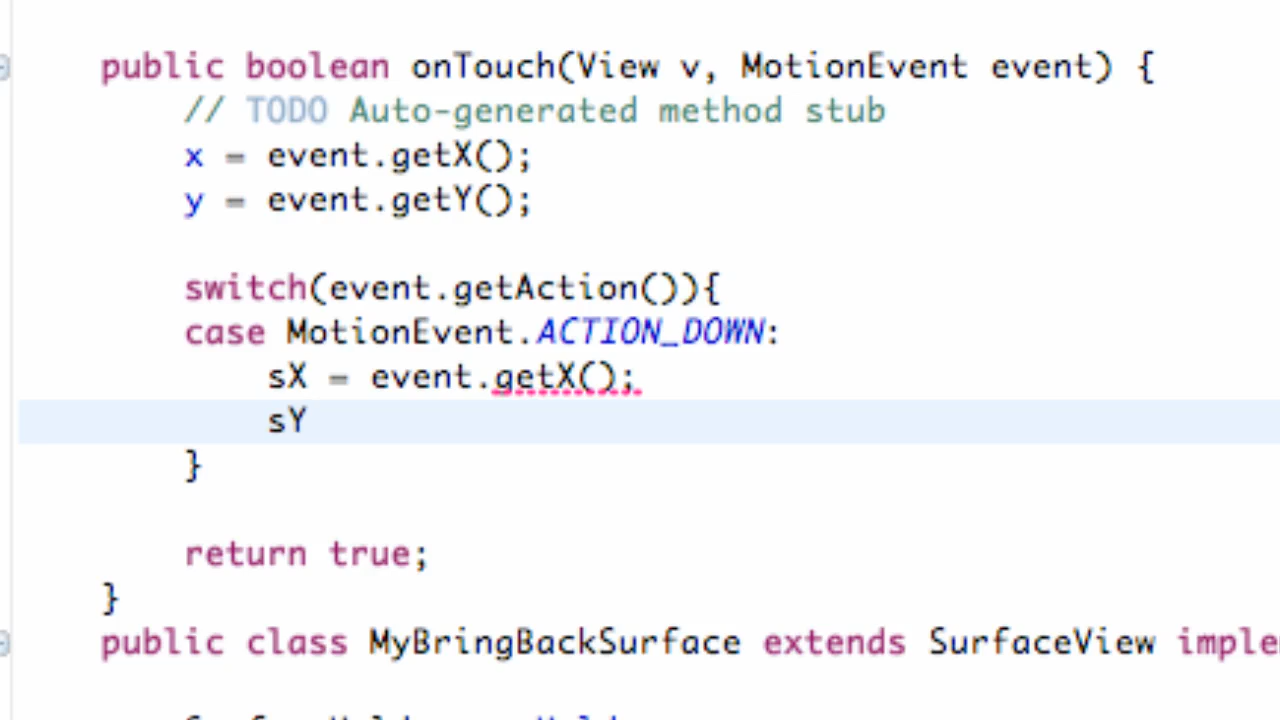 public boolean onTouch(View v, MotionEvent event) {
// TODO Auto-generated method stub
x = event.getX();
y = event.getY();
switch(event.getAction()){
case MotionEvent.ACTION_DOWN:
sX = event.getX();
sY
}
return true;
}
public class MyBringBackSurface extends SurfaceView